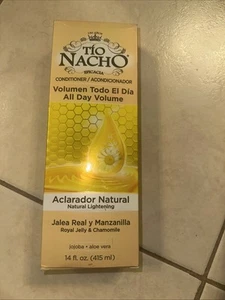 TÍO
NACHO
EFICACIA
CONDITIONER / ACONDICIONADOR
Volumen Todo El Día
All Day Volume
Aclarador Natural
Natural Lightening
Jalea Real y Manzanilla
Royal Jelly & Chamomile
Jojoba + aloe vera
14 fl. oz. (415 ml)